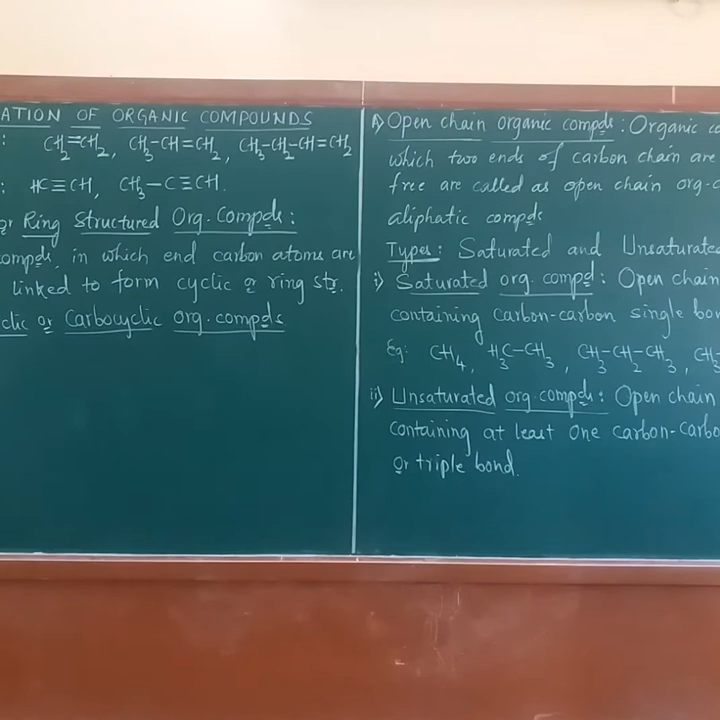 ATION OF ORGANIC COMPOUNDS
: CH₂=CH₂, CH₃-CH=CH₂, CH₃-CH₂-CH=CH₂
: HC≡CH, CH₃-C≡CH.
or Ring Structured Org. Compds:
compds in which end carbon atoms are
linked to form cyclic or ring str.
clic or Carbocyclic org. compds
A) Open chain organic compds: Organic co
which two ends of carbon chain are
free are called as open chain org.
aliphatic compds
Types: Saturated and Unsaturated
i) Saturated org. compd: Open chain
containing carbon-carbon single bon
Eg: CH₄, H₃C-CH₃, CH₃-CH₂-CH₃, CH₃
ii) Unsaturated org. compds: Open chain
containing at least one carbon-carbo
or triple bond.